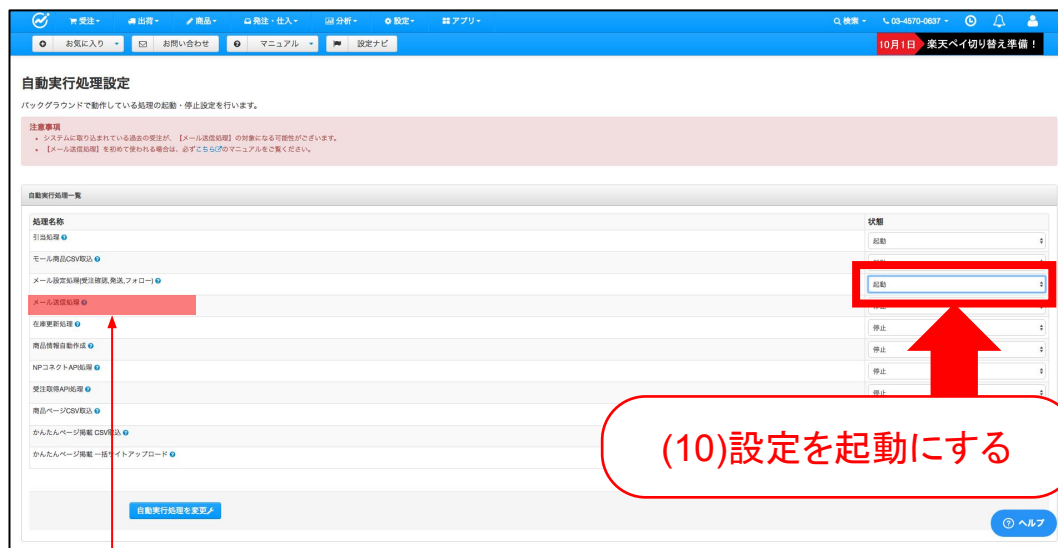 受注 出荷 商品 発注・仕入 分析 設定 アプリ 検索 03-4570-0637
お気に入り お問い合わせ マニュアル 設定ナビ 10月1日 楽天ペイ切り替え準備！
自動実行処理設定
バックグラウンドで動作している処理の起動・停止設定を行います。
注意事項
システムに取り込まれている過去の受注が、【メール送信処理】の対象になる可能性がございます。
【メール送信処理】を初めて使われる場合は、必ずこちらのマニュアルをご覧ください。
自動実行処理一覧
処理名称 状態
引当処理 起動
モール商品CSV取込
メール設定処理(受注確認,発送,フォロー) 起動
メール送信処理
在庫更新処理 停止
商品情報自動作成 停止
NPコネクトAPI処理 停止
受注取得API処理 停止
商品ページCSV取込
かんたんページ掲載 CSV取込
かんたんページ掲載 一括サイトアップロード
(10)設定を起動にする
自動実行処理を変更
ヘルプ